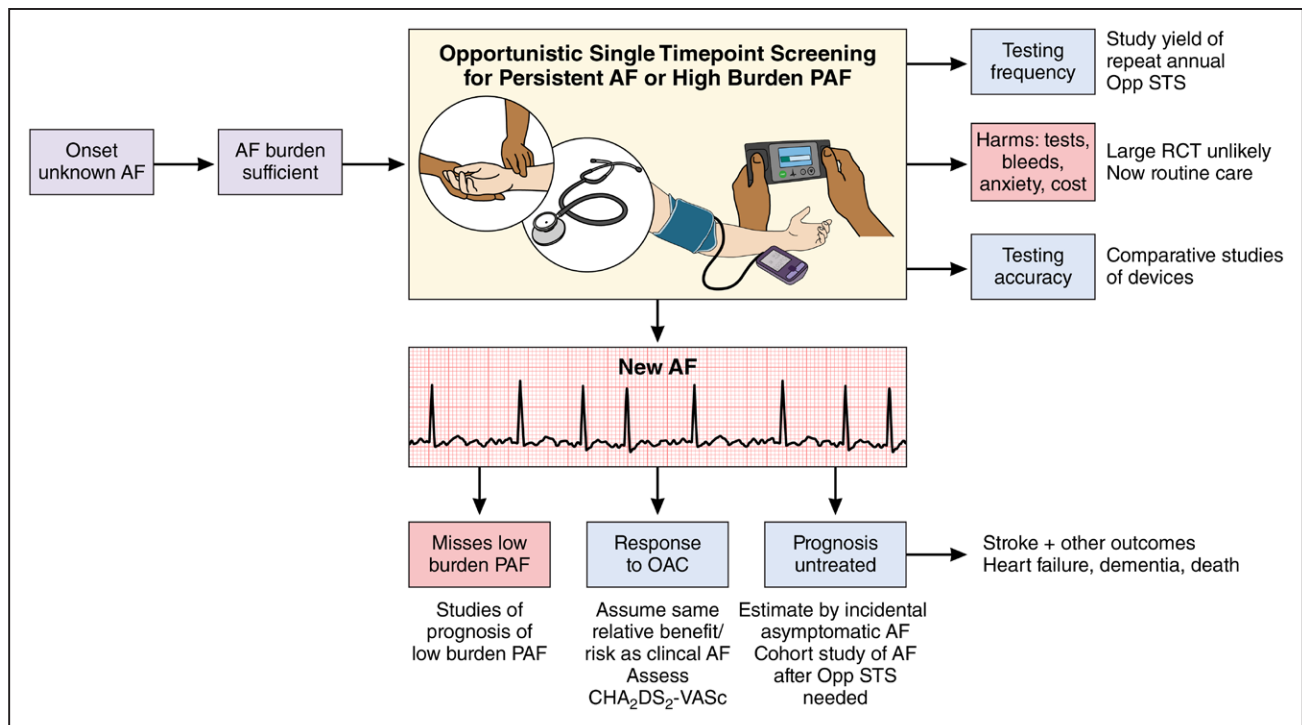 Opportunistic Single Timepoint Screening
for Persistent AF or High Burden PAF
Onset
unknown AF
AF burden
sufficient
Testing
frequency
Study yield of
repeat annual
Opp STS
Harms: tests,
bleeds,
anxiety, cost
Large RCT unlikely
Now routine care
Testing
accuracy
Comparative studies
of devices
New AF
Misses low
burden PAF
Studies of
prognosis of
low burden PAF
Response
to OAC
Assume same
relative benefit/
risk as clincal AF
Assess
CHA₂DS₂-VASc
Prognosis
untreated
Estimate by incidental
asymptomatic AF
Cohort study of AF
after Opp STS
needed
Stroke + other outcomes
Heart failure, dementia, death